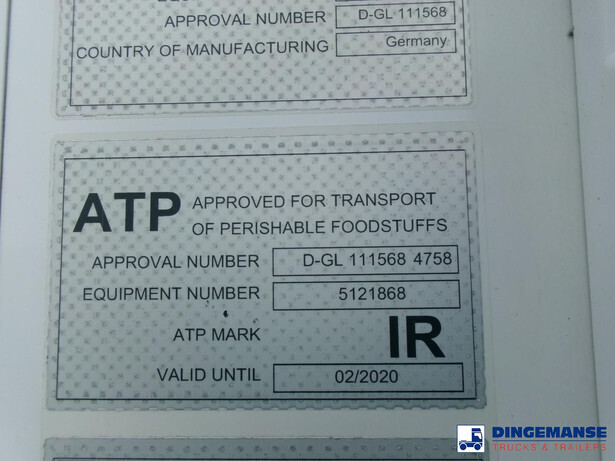 APPROVAL NUMBER D-GL 111568
COUNTRY OF MANUFACTURING Germany
ATP APPROVED FOR TRANSPORT
OF PERISHABLE FOODSTUFFS
APPROVAL NUMBER D-GL 111568 4758
EQUIPMENT NUMBER 5121868
ATP MARK IR
VALID UNTIL 02/2020
DINGEMANSE
TRUCKS & TRAILERS